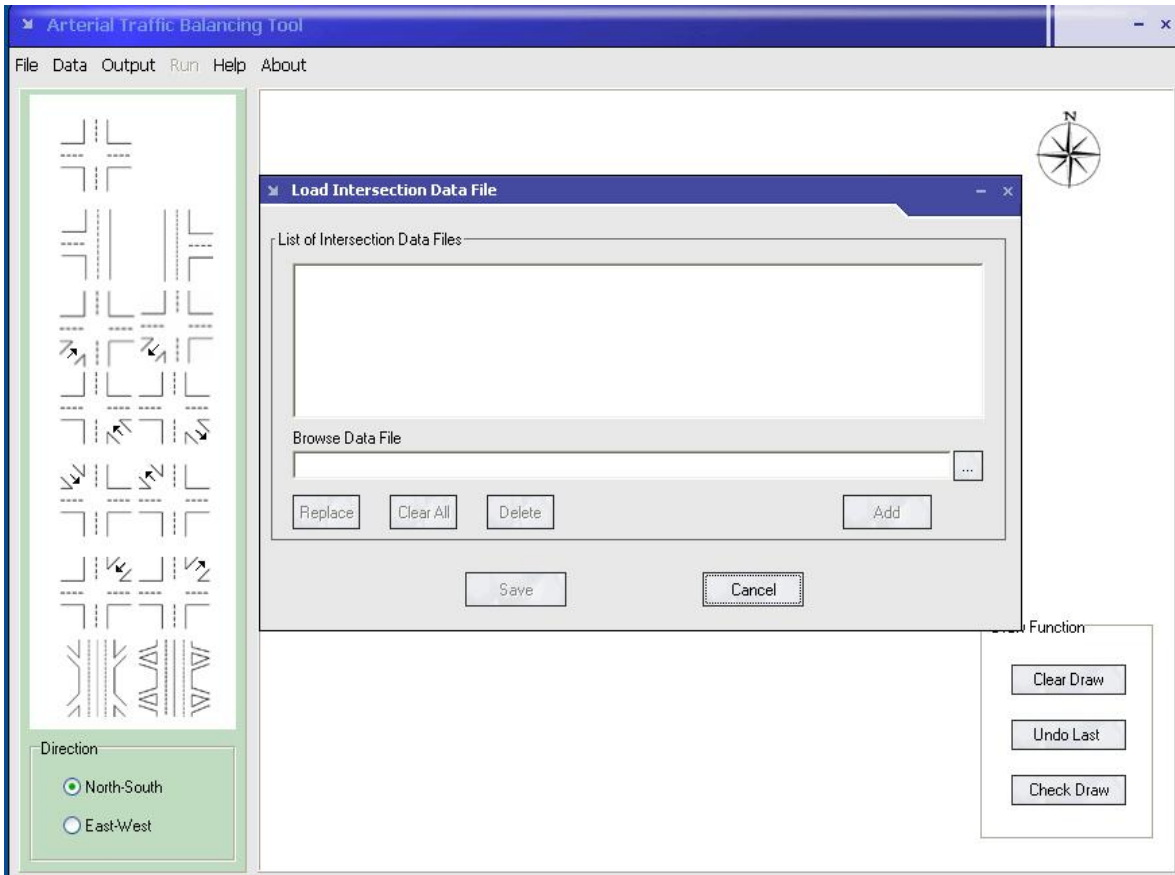 Arterial Traffic Balancing Tool
File Data Output Run Help About
N
Load Intersection Data File
List of Intersection Data Files
Browse Data File
...
Replace Clear All Delete Add
Save Cancel
Function
Clear Draw
Undo Last
Check Draw
Direction
North-South
East-West